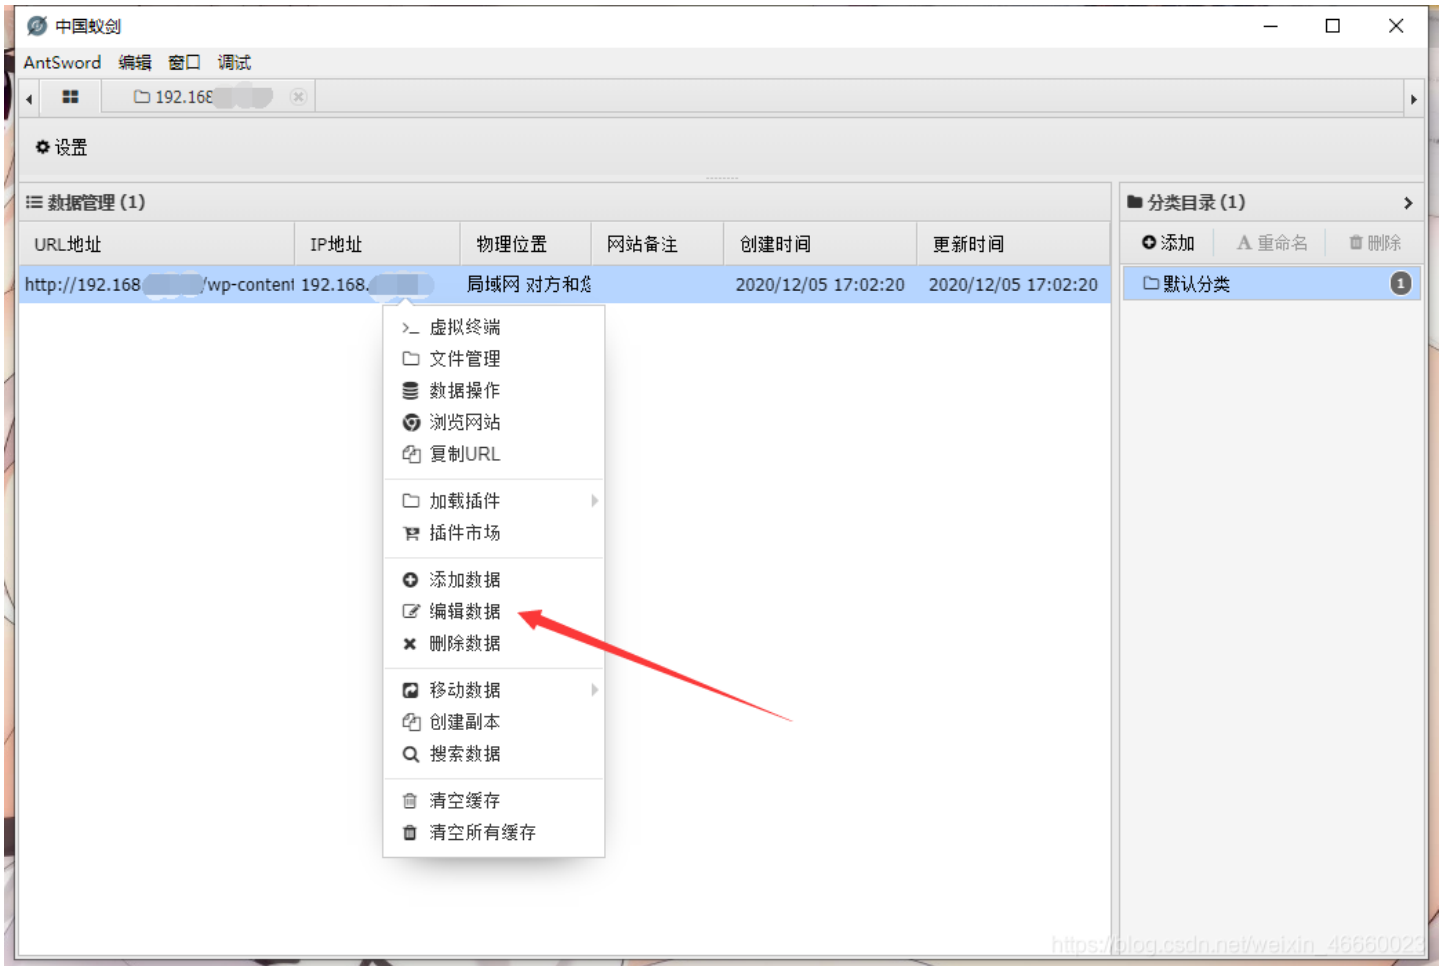 中国蚁剑
AntSword 编辑 窗口 调试
192.168
设置
数据管理 (1)
分类目录 (1)
URL地址 IP地址 物理位置 网站备注 创建时间 更新时间
添加 A 重命名 删除
http://192.168 /wp-content 192.168. 局域网 对方和您 2020/12/05 17:02:20 2020/12/05 17:02:20
默认分类 1
虚拟终端
文件管理
数据操作
浏览网站
复制URL
加载插件
插件市场
添加数据
编辑数据
删除数据
移动数据
创建副本
搜索数据
清空缓存
清空所有缓存
https://blog.csdn.net/weixin_46660023